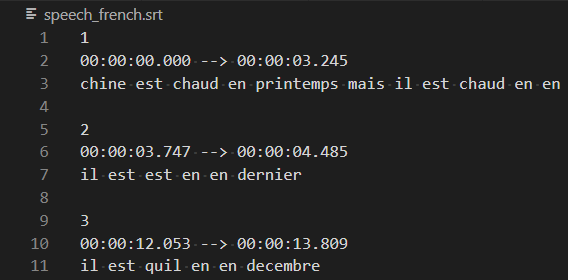 speech_french.srt
1 1
2 00:00:00.000 --> 00:00:03.245
3 chine est chaud en printemps mais il est chaud en en
4
5 2
6 00:00:03.747 --> 00:00:04.485
7 il est est en en dernier
8
9 3
10 00:00:12.053 --> 00:00:13.809
11 il est quil en en decembre